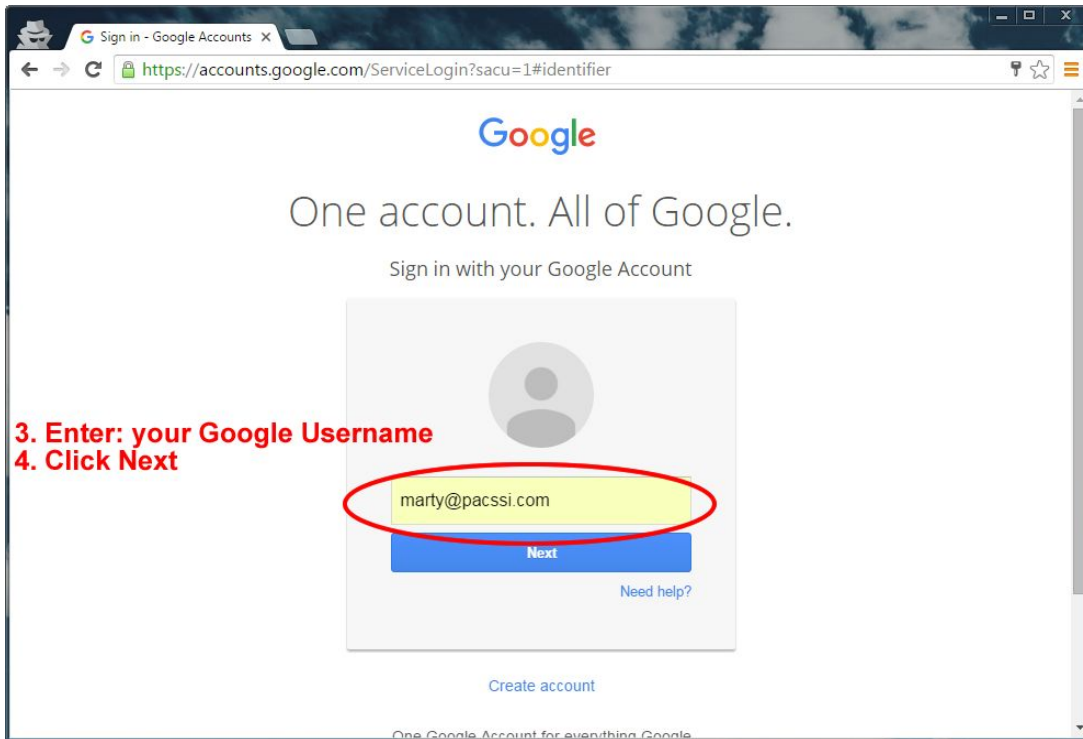 Sign in - Google Accounts
https://accounts.google.com/ServiceLogin?sacu=1#identifier
Google
One account. All of Google.
Sign in with your Google Account
3. Enter: your Google Username
4. Click Next
marty@pacssi.com
Next
Need help?
Create account
One Google Account for everything Google